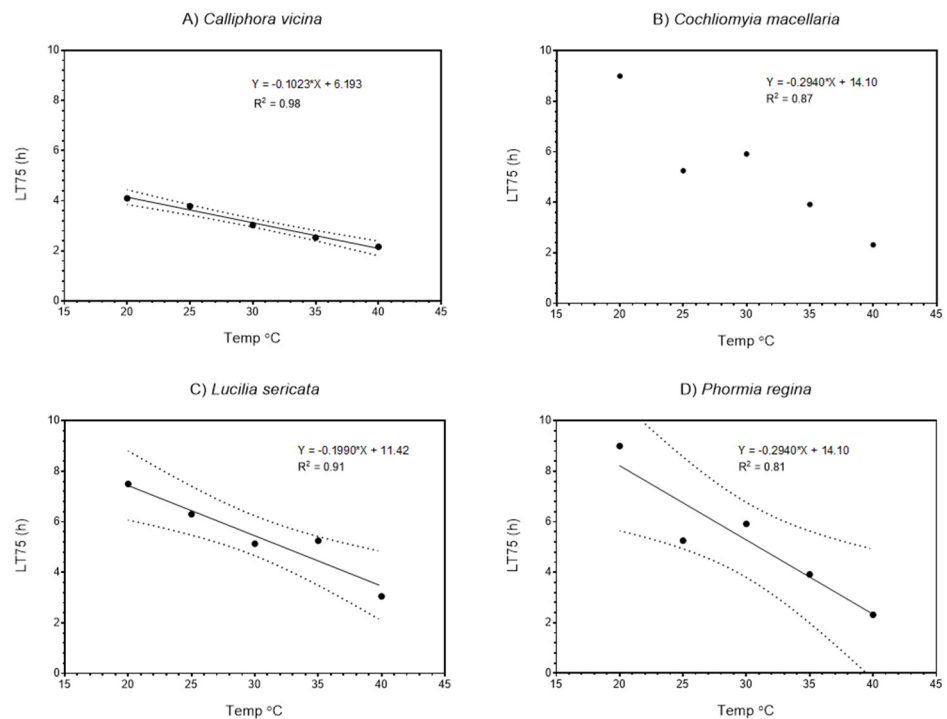 A) Calliphora vicina
Y = -0.1023*X + 6.193
R² = 0.98
LT75 (h)
10
8
6
4
2
0
15 20 25 30 35 40 45
Temp °C
B) Cochliomyia macellaria
Y = -0.2940*X + 14.10
R² = 0.87
LT75 (h)
10
8
6
4
2
0
15 20 25 30 35 40 45
Temp °C
C) Lucilia sericata
Y = -0.1990*X + 11.42
R² = 0.91
LT75 (h)
10
8
6
4
2
0
15 20 25 30 35 40 45
Temp °C
D) Phormia regina
Y = -0.2940*X + 14.10
R² = 0.81
LT75 (h)
10
8
6
4
2
0
15 20 25 30 35 40 45
Temp °C